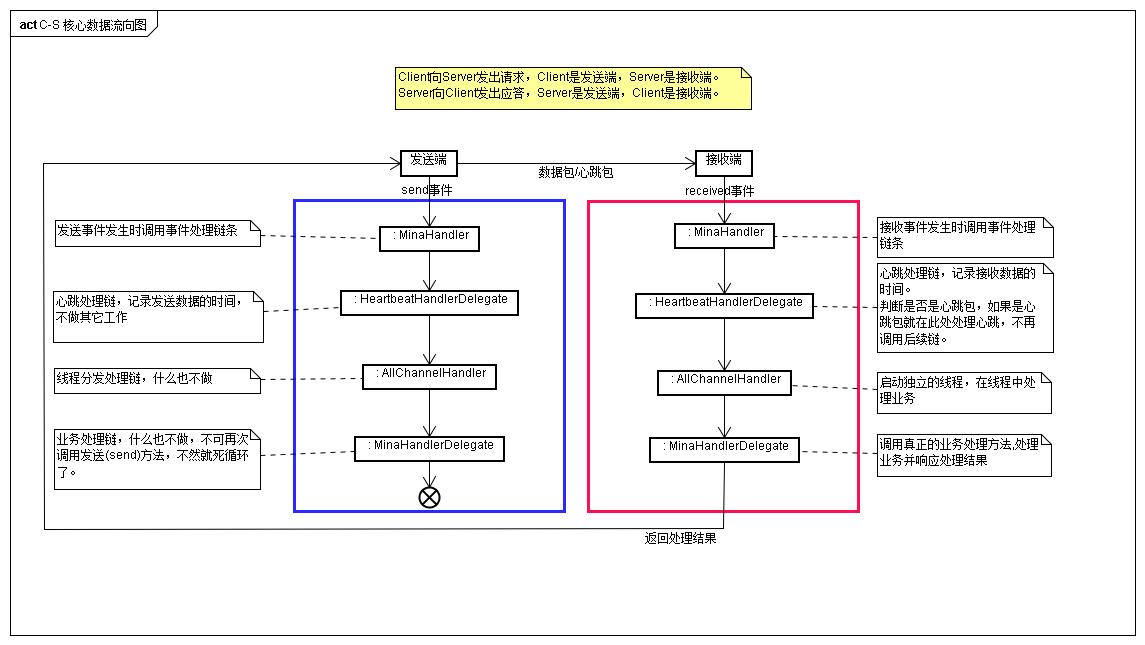 act C-S 核心数据流向图
Client向Server发出请求，Client是发送端，Server是接收端。
Server向Client发出应答，Server是发送端，Client是接收端。
发送端
数据包/心跳包
接收端
send事件
received事件
发送事件发生时调用事件处理链条
: MinaHandler
心跳处理链，记录发送数据的时间，
不做其它工作
: HeartbeatHandlerDelegate
线程分发处理链，什么也不做
: AllChannelHandler
业务处理链，什么也不做，不可再次
调用发送(send)方法，不然就死循环
了。
: MinaHandlerDelegate
: MinaHandler
接收事件发生时调用事件处理
链条
: HeartbeatHandlerDelegate
心跳处理链，记录接收数据的
时间。
判断是否是心跳包，如果是心
跳包就在此处处理心跳，不再
调用后续链。
: AllChannelHandler
启动独立的线程，在线程中处
理业务
: MinaHandlerDelegate
调用真正的业务处理方法,处理
业务并响应处理结果
返回处理结果